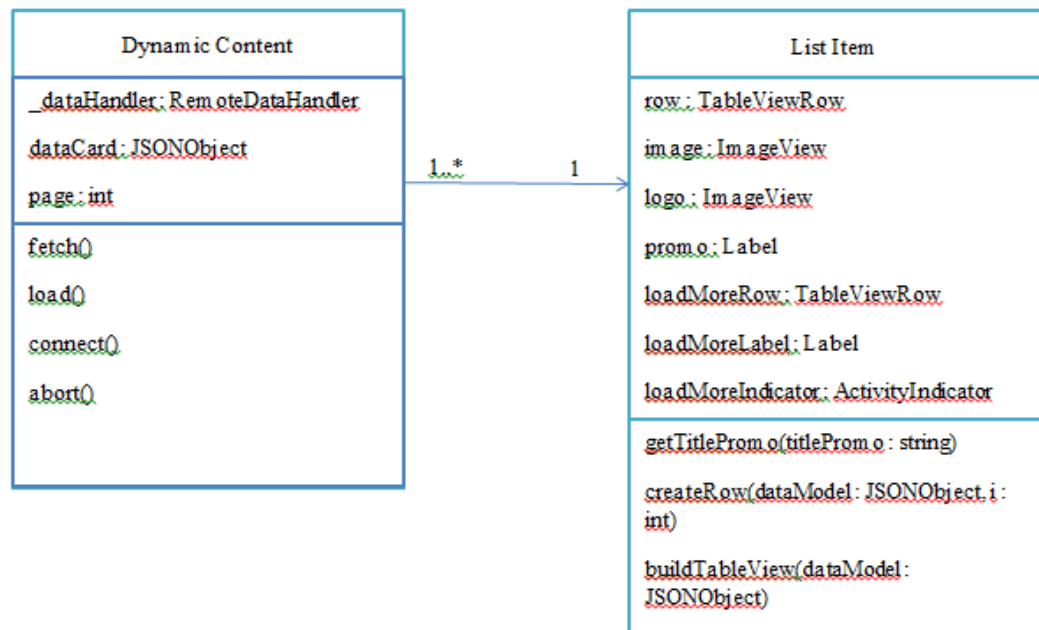 Dynamic Content
_dataHandler : RemoteDataHandler
dataCard : JSONObject
page : int
fetch()
load()
connect()
abort()
1..*
1
List Item
row : TableViewRow
image : ImageView
logo : ImageView
promo : Label
loadMoreRow : TableViewRow
loadMoreLabel : Label
loadMoreIndicator : ActivityIndicator
getTitlePromo(titlePromo : string)
createRow(dataModel : JSONObject, i :
int)
buildTableView(dataModel :
JSONObject)